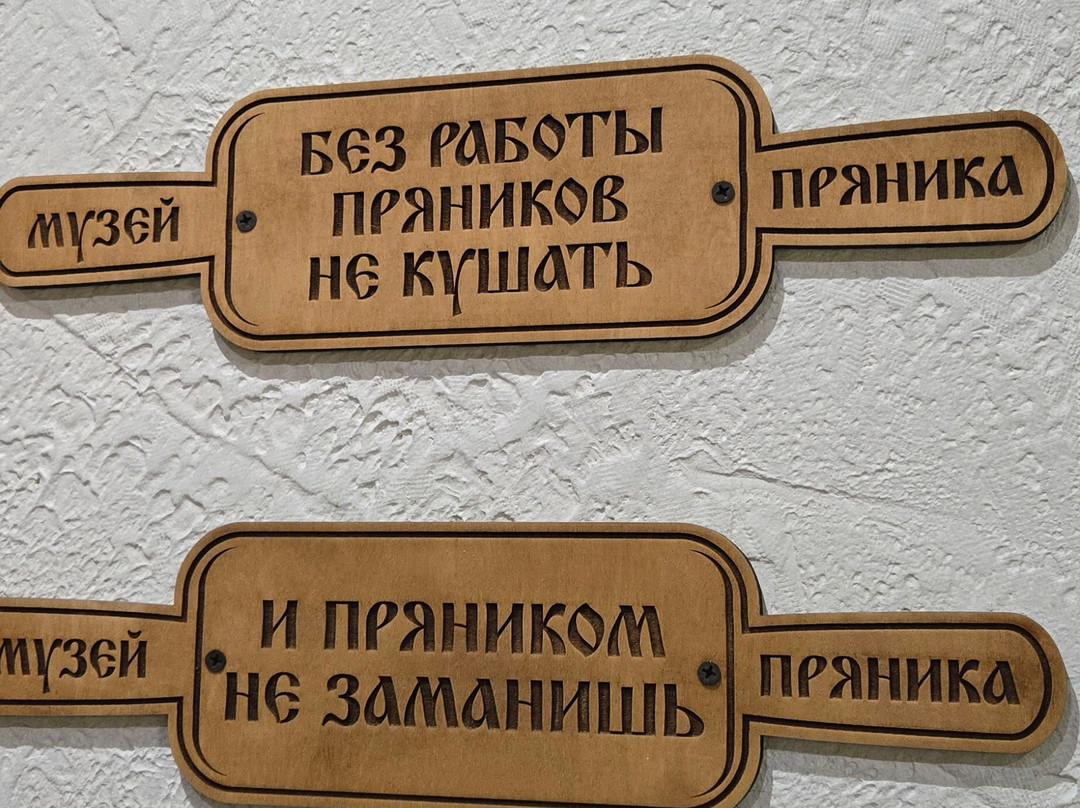 МУЗЕЙ
БЕЗ РАБОТЫ
ПРЯНИКОВ
НЕ КУШАТЬ
ПРЯНИКА
МУЗЕЙ
И ПРЯНИКОМ
НЕ ЗАМАНИШЬ
ПРЯНИКА